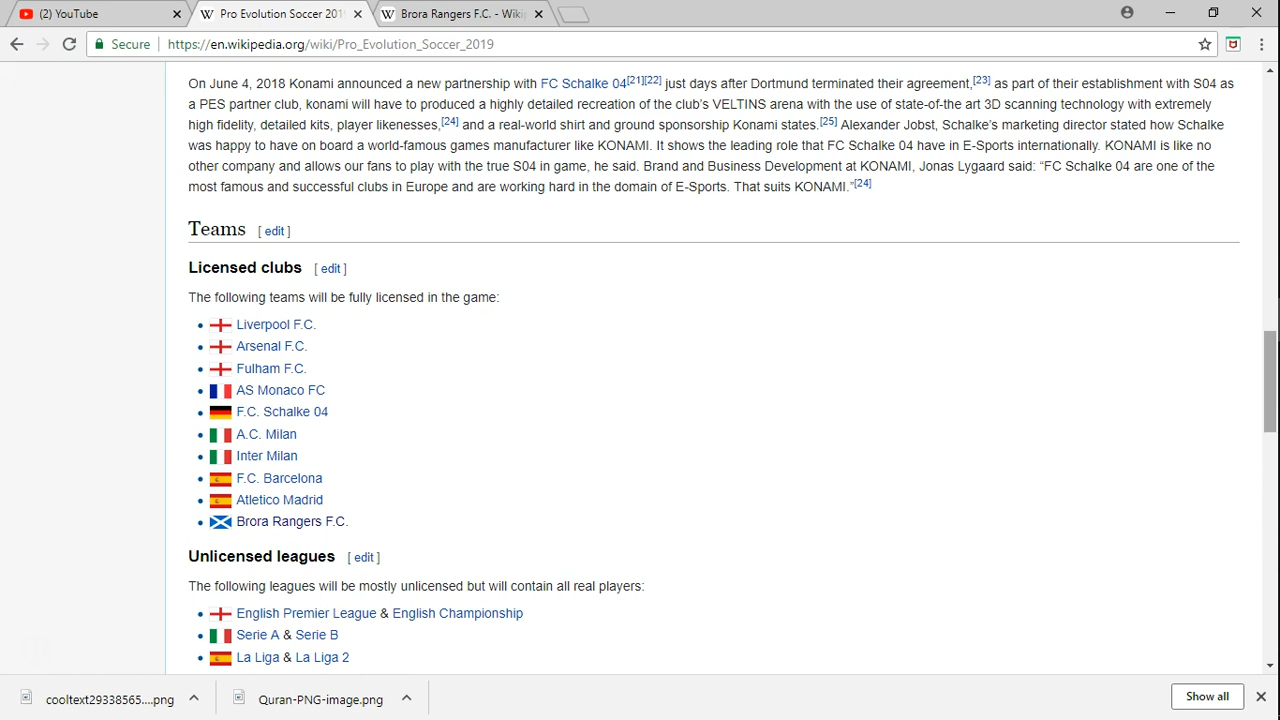 (2) YouTube
Pro Evolution Soccer 201
Brora Rangers F.C. - Wiki
Secure
https://en.wikipedia.org/wiki/Pro_Evolution_Soccer_2019
On June 4, 2018 Konami announced a new partnership with FC Schalke 04[21][22] just days after Dortmund terminated their agreement,[23] as part of their establishment with S04 as
a PES partner club, konami will have to produced a highly detailed recreation of the club's VELTINS arena with the use of state-of-the art 3D scanning technology with extremely
high fidelity, detailed kits, player likenesses,[24] and a real-world shirt and ground sponsorship Konami states.[25] Alexander Jobst, Schalke's marketing director stated how Schalke
was happy to have on board a world-famous games manufacturer like KONAMI. It shows the leading role that FC Schalke 04 have in E-Sports internationally. KONAMI is like no
other company and allows our fans to play with the true S04 in game, he said. Brand and Business Development at KONAMI, Jonas Lygaard said: “FC Schalke 04 are one of the
most famous and successful clubs in Europe and are working hard in the domain of E-Sports. That suits KONAMI.”[24]
Teams [ edit ]
Licensed clubs [ edit ]
The following teams will be fully licensed in the game:
Liverpool F.C.
Arsenal F.C.
Fulham F.C.
AS Monaco FC
F.C. Schalke 04
A.C. Milan
Inter Milan
F.C. Barcelona
Atletico Madrid
Brora Rangers F.C.
Unlicensed leagues [ edit ]
The following leagues will be mostly unlicensed but will contain all real players:
English Premier League & English Championship
Serie A & Serie B
La Liga & La Liga 2
cooltext29338565....png
Quran-PNG-image.png
Show all